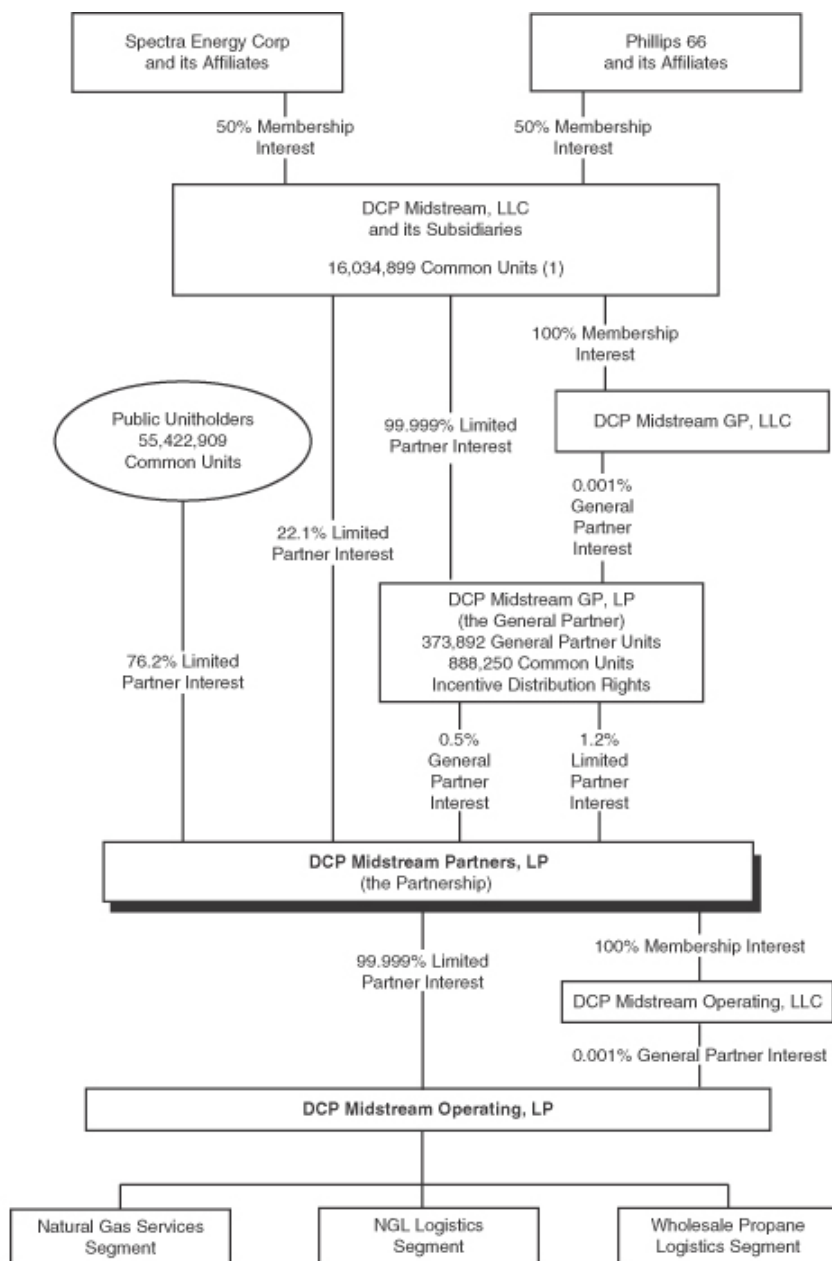 Spectra Energy Corp
and its Affiliates
Phillips 66
and its Affiliates
50% Membership
Interest
50% Membership
Interest
DCP Midstream, LLC
and its Subsidiaries
16,034,899 Common Units (1)
100% Membership
Interest
Public Unitholders
55,422,909
Common Units
99.999% Limited
Partner Interest
DCP Midstream GP, LLC
0.001%
General
Partner
Interest
22.1% Limited
Partner Interest
DCP Midstream GP, LP
(the General Partner)
373,892 General Partner Units
888,250 Common Units
Incentive Distribution Rights
76.2% Limited
Partner Interest
0.5%
General
Partner
Interest
1.2%
Limited
Partner
Interest
DCP Midstream Partners, LP
(the Partnership)
99.999% Limited
Partner Interest
100% Membership Interest
DCP Midstream Operating, LLC
0.001% General Partner Interest
DCP Midstream Operating, LP
Natural Gas Services
Segment
NGL Logistics
Segment
Wholesale Propane
Logistics Segment